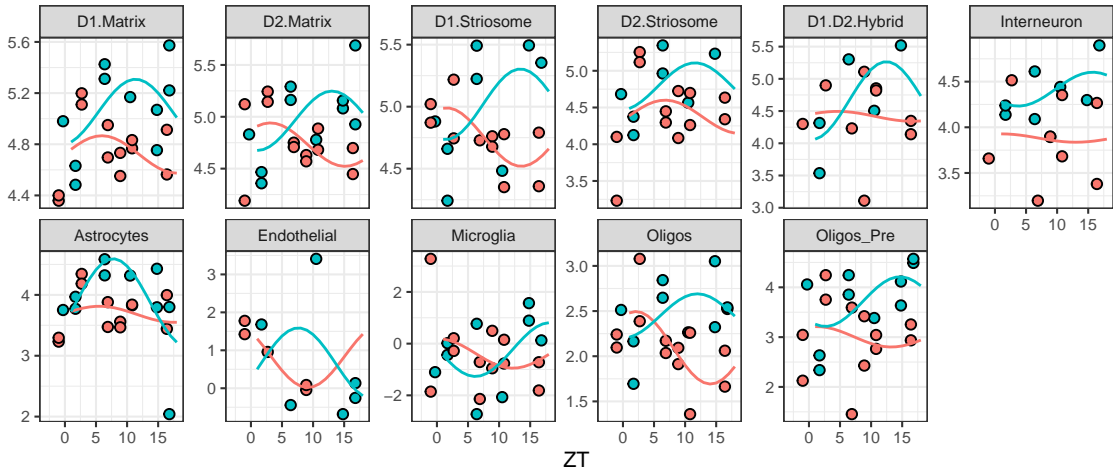 D1.Matrix D2.Matrix D1.Striosome D2.Striosome D1.D2.Hybrid Interneuron
5.6 5.2 4.8 4.4
5.5 5.0 4.5
5.5 5.0 4.5
5.0 4.5 4.0 3.5
5.5 5.0 4.5 4.0 3.5 3.0
4.5 4.0 3.5
Astrocytes Endothelial Microglia Oligos Oligos_Pre
4 3 2
3 2 1 0
2 0 −2
3.0 2.5 2.0 1.5
4 3 2
0 5 10 15 0 5 10 15 0 5 10 15 0 5 10 15 0 5 10 15 0 5 10 15
ZT